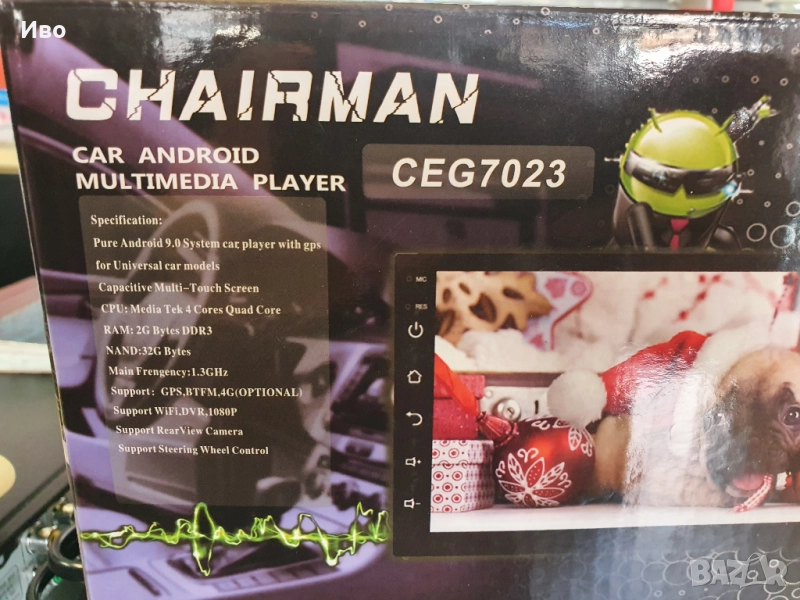 Иво
CHAIRMAN
CAR ANDROID
MULTIMEDIA PLAYER
CEG7023
Specification:
Pure Android 9.0 System car player with gps
for Universal car models
Capacitive Multi-Touch Screen
CPU: Media Tek 4 Cores Quad Core
RAM: 2G Bytes DDR3
NAND:32G Bytes
Main Frengency:1.3GHz
Support: GPS,BTFM,4G(OPTIONAL)
Support WiFi,DVR,1080P
Support RearView Camera
Support Steering Wheel Control
MIC
RES
BAZAR